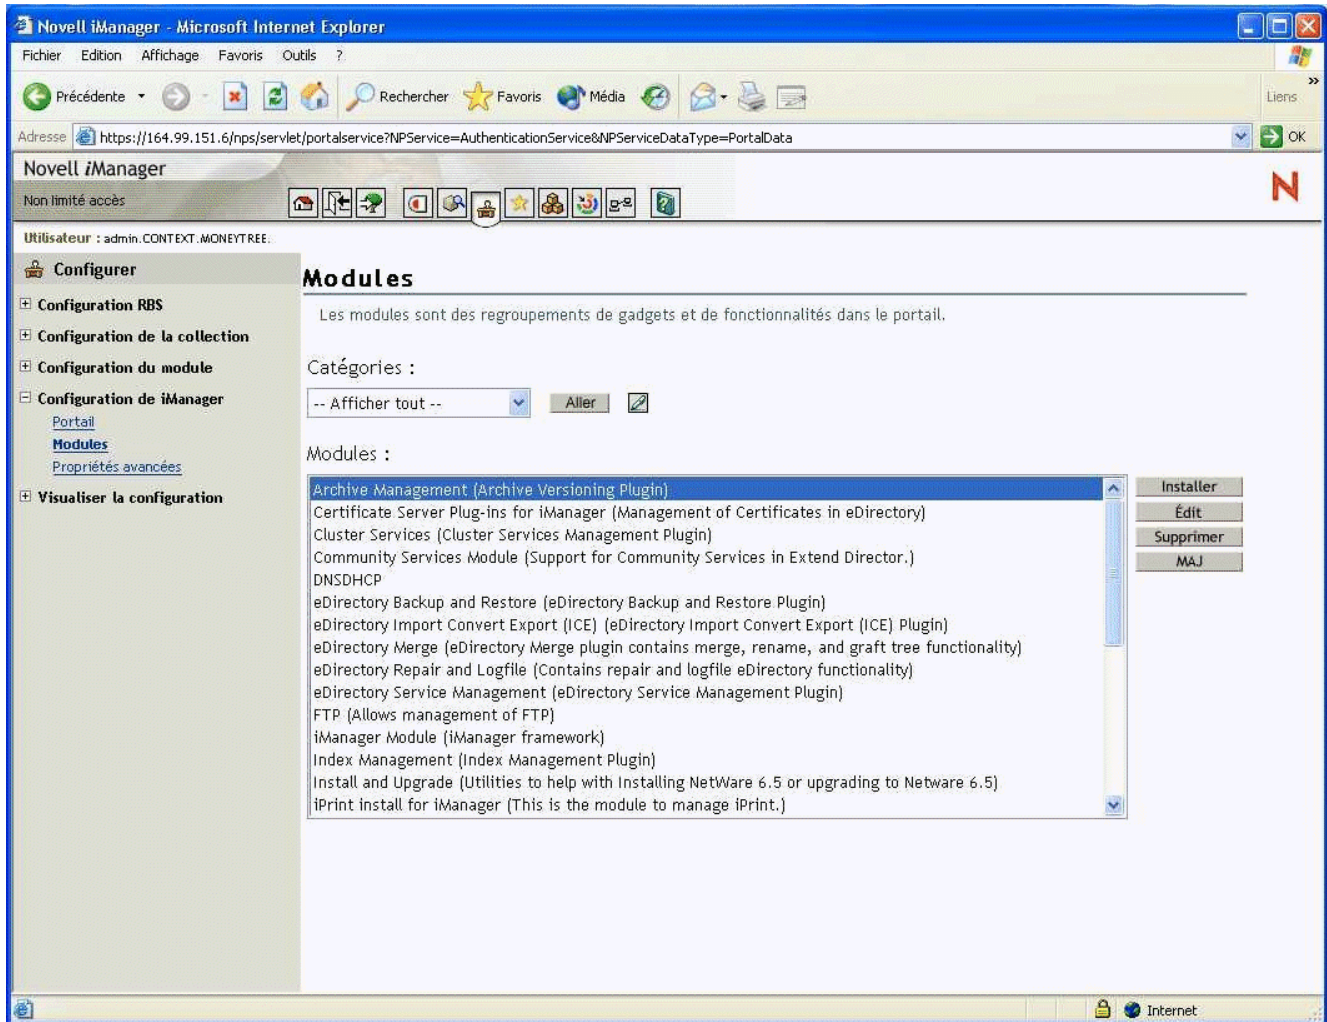 Novell iManager - Microsoft Internet Explorer
Fichier Edition Affichage Favoris Outils ?
Précédente Rechercher Favoris Média Liens »
Adresse https://164.99.151.6/nps/servlet/portalservice?NPService=AuthenticationService&NPServiceDataType=PortalData OK
Novell iManager
Non limité accès
N
Utilisateur : admin.CONTEXT.MONEYTREE.
Configurer
Configuration RBS
Configuration de la collection
Configuration du module
Configuration de iManager
Portail
Modules
Propriétés avancées
Visualiser la configuration
Modules
Les modules sont des regroupements de gadgets et de fonctionnalités dans le portail.
Catégories :
-- Afficher tout -- Aller
Modules :
Archive Management (Archive Versioning Plugin)
Certificate Server Plug-ins for iManager (Management of Certificates in eDirectory)
Cluster Services (Cluster Services Management Plugin)
Community Services Module (Support for Community Services in Extend Director.)
DNSDHCP
eDirectory Backup and Restore (eDirectory Backup and Restore Plugin)
eDirectory Import Convert Export (ICE) (eDirectory Import Convert Export (ICE) Plugin)
eDirectory Merge (eDirectory Merge plugin contains merge, rename, and graft tree functionality)
eDirectory Repair and Logfile (Contains repair and logfile eDirectory functionality)
eDirectory Service Management (eDirectory Service Management Plugin)
FTP (Allows management of FTP)
iManager Module (iManager framework)
Index Management (Index Management Plugin)
Install and Upgrade (Utilities to help with Installing NetWare 6.5 or upgrading to Netware 6.5)
iPrint install for iManager (This is the module to manage iPrint.)
Installer
Édit
Supprimer
MAJ
Internet